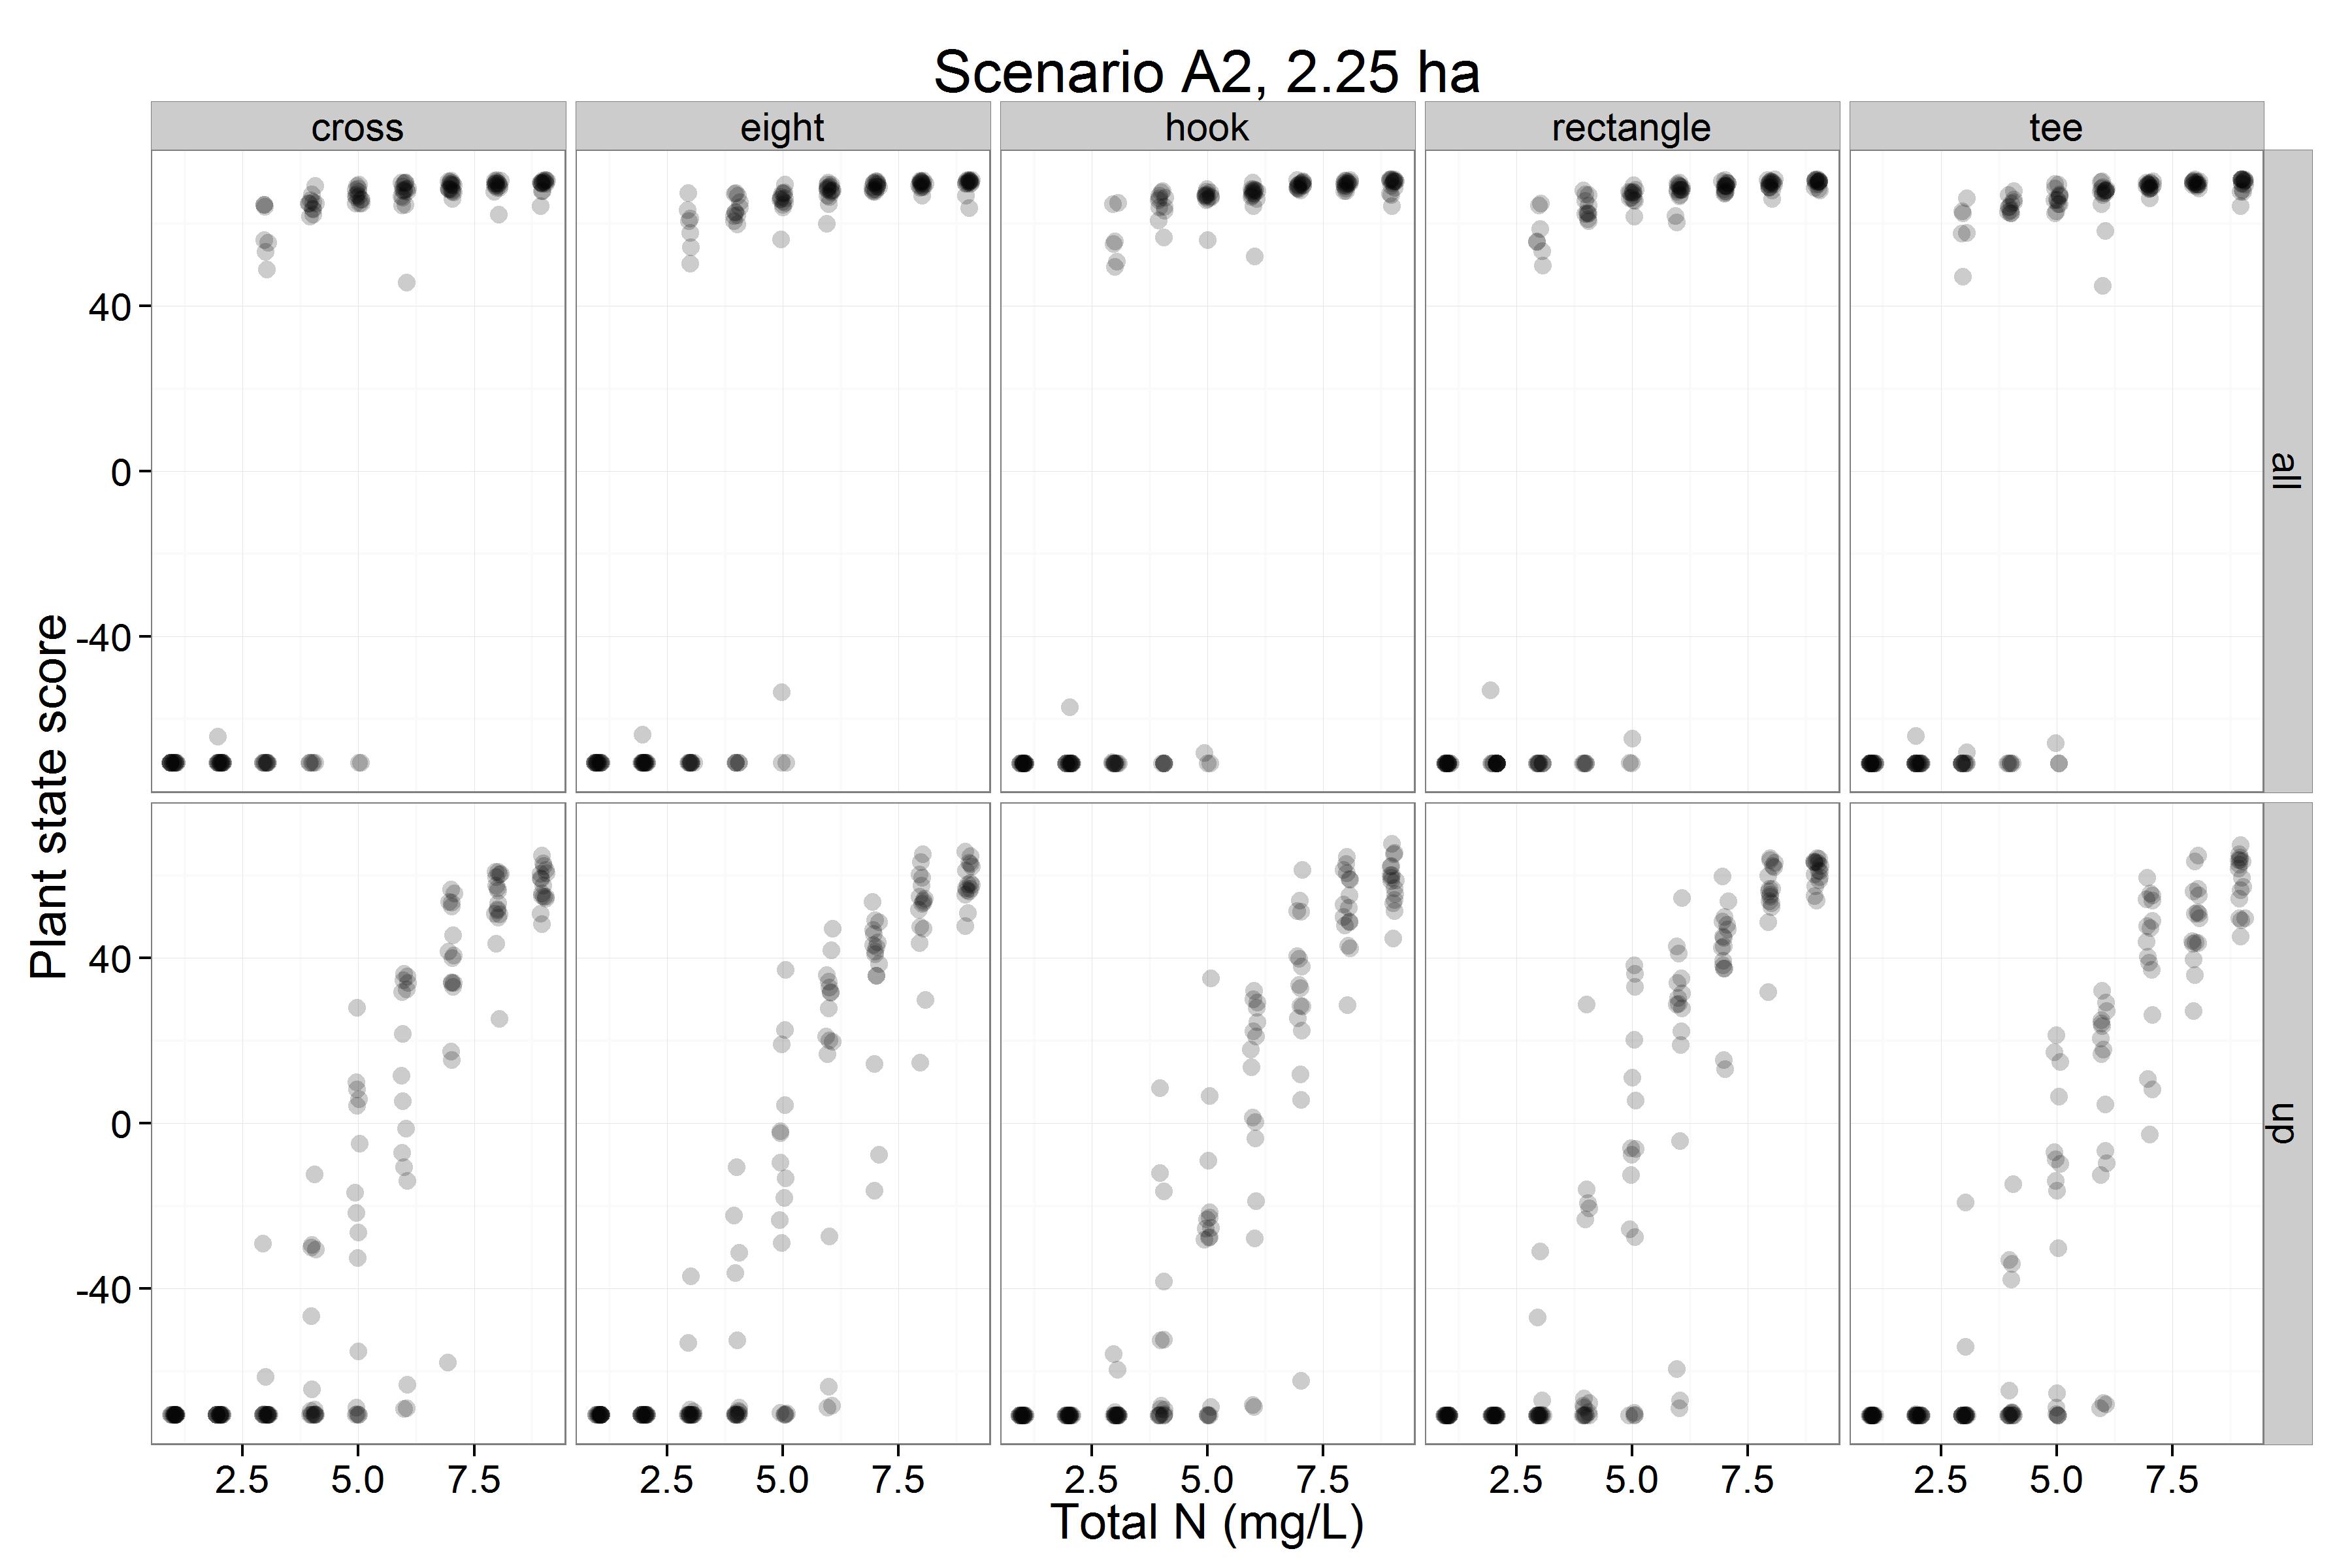 Scenario A2, 2.25 ha
cross eight hook rectangle tee
Plant state score
40
0
-40
all
40
0
-40
up
2.5 5.0 7.5 2.5 5.0 7.5 2.5 5.0 7.5 2.5 5.0 7.5 2.5 5.0 7.5
Total N (mg/L)